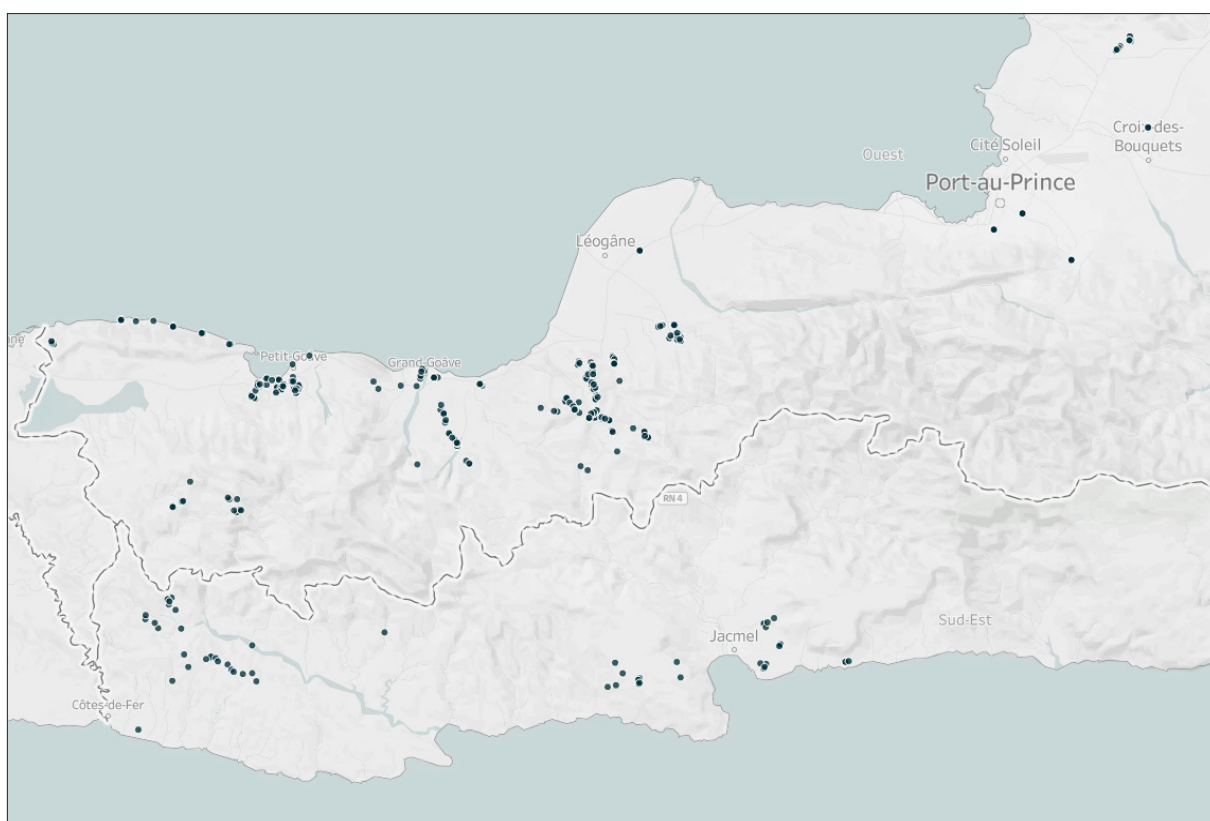 Croix-des-
Bouquets
Cité Soleil
Ouest
Port-au-Prince
Léogâne
Petit-Goâve
Grand-Goâve
RN 4
Jacmel
Sud-Est
Côtes-de-Fer